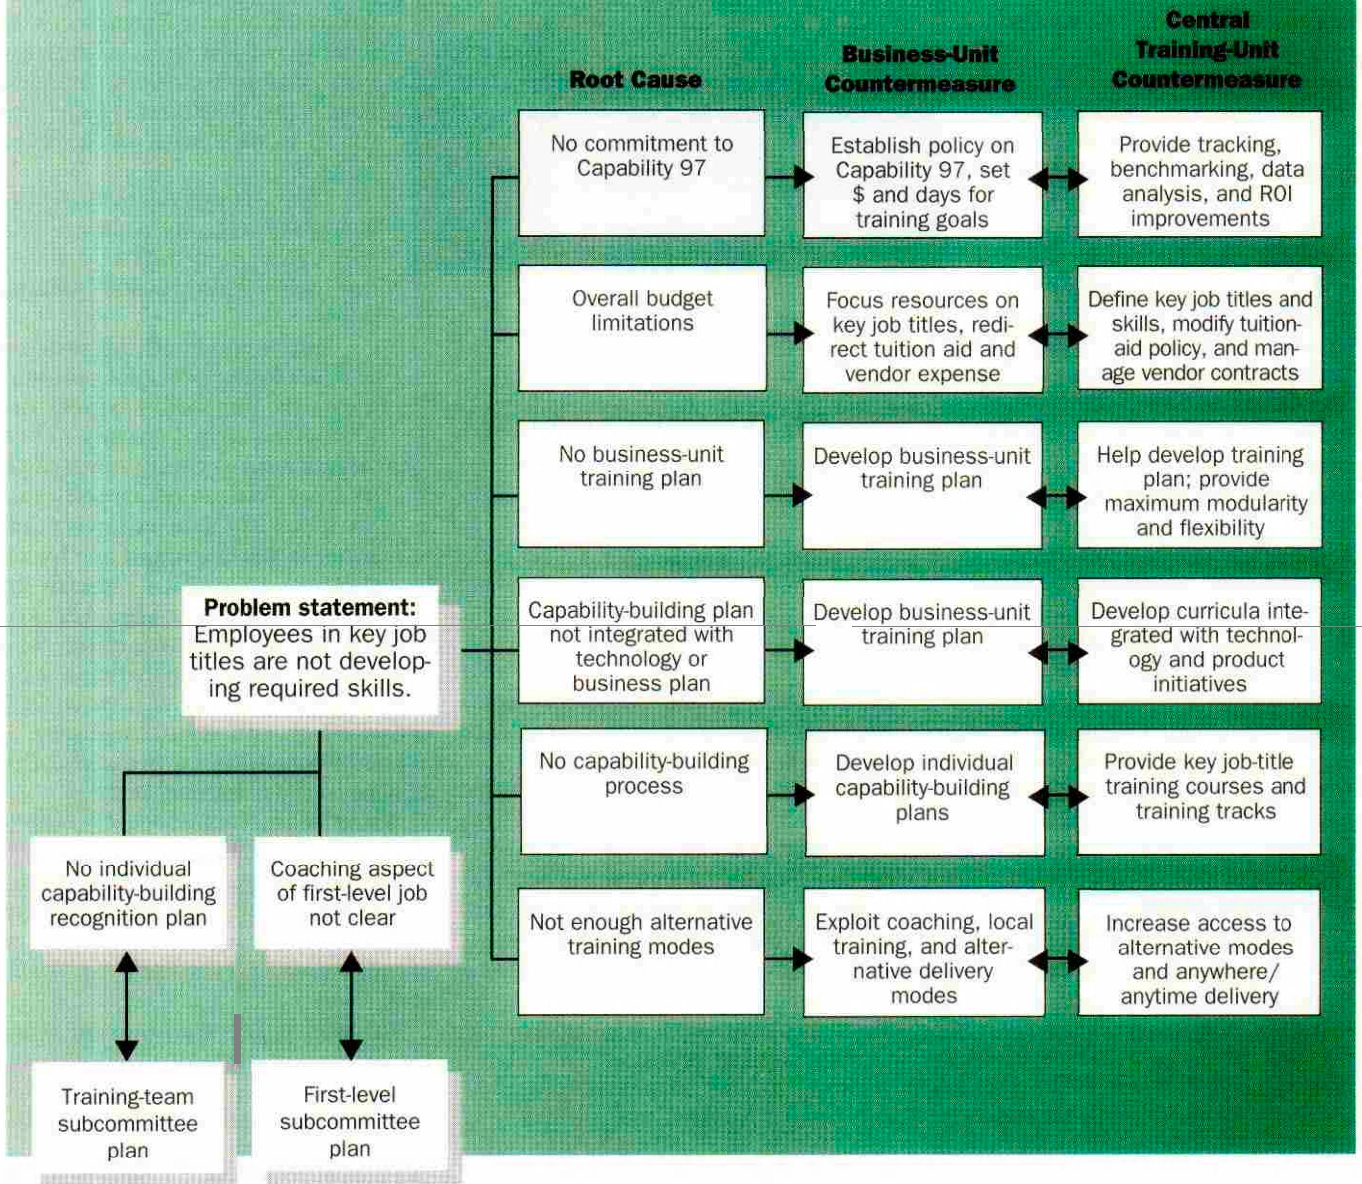 Root Cause
Business-Unit
Countermeasure
Central
Training-Unit
Countermeasure
No commitment to
Capability 97
Establish policy on
Capability 97, set
$ and days for
training goals
Provide tracking,
benchmarking, data
analysis, and ROI
improvements
Overall budget
limitations
Focus resources on
key job titles, redi-
rect tuition aid and
vendor expense
Define key job titles and
skills, modify tuition-
aid policy, and man-
age vendor contracts
No business-unit
training plan
Develop business-unit
training plan
Help develop training
plan; provide
maximum modularity
and flexibility
Problem statement:
Employees in key job
titles are not develop-
ing required skills.
Capability-building plan
not integrated with
technology or
business plan
Develop business-unit
training plan
Develop curricula inte-
grated with technol-
ogy and product
initiatives
No capability-building
process
Develop individual
capability-building
plans
Provide key job-title
training courses and
training tracks
No individual
capability-building
recognition plan
Coaching aspect
of first-level job
not clear
Not enough alternative
training modes
Exploit coaching, local
training, and alter-
native delivery
modes
Increase access to
alternative modes
and anywhere/
anytime delivery
Training-team
subcommittee
plan
First-level
subcommittee
plan